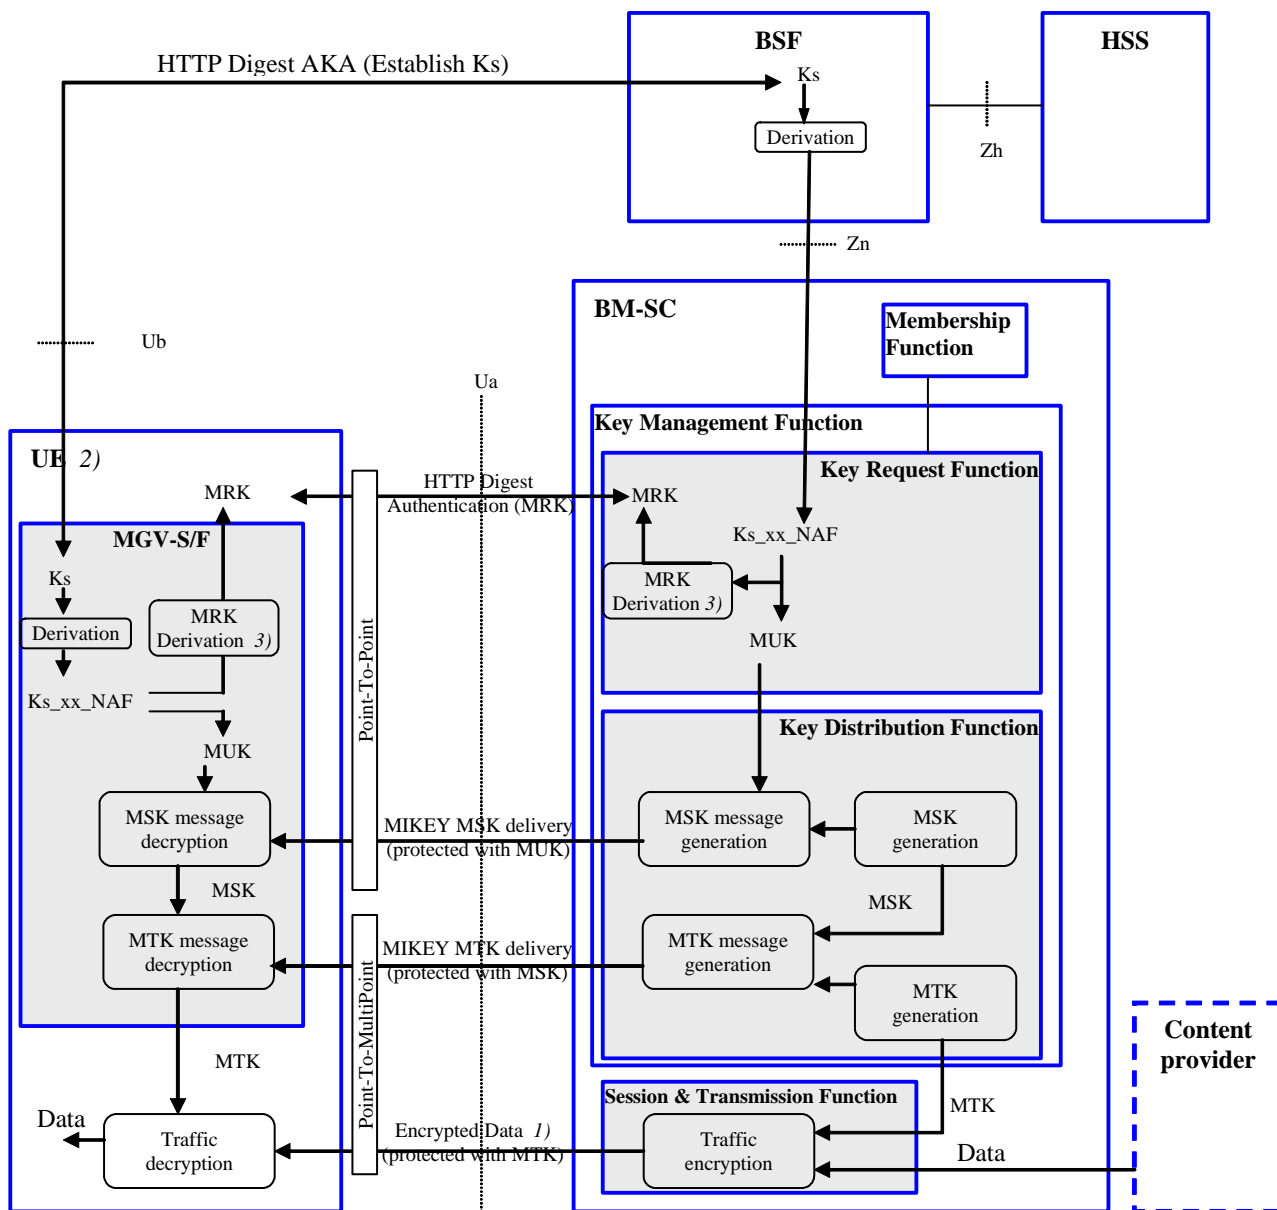 BSF
HSS
HTTP Digest AKA (Establish Ks)
Ks
Derivation
Zh
Zn
Ub
Ua
BM-SC
Membership
Function
Key Management Function
Key Request Function
UE 2)
MRK
HTTP Digest
Authentication (MRK)
MRK
Ks_xx_NAF
MGV-S/F
Ks
MRK
Derivation 3)
Derivation
MRK
Derivation 3)
MUK
Ks_xx_NAF
MUK
Point-To-Point
Key Distribution Function
MSK message
decryption
MIKEY MSK delivery
(protected with MUK)
MSK message
generation
MSK
generation
MSK
MSK
MTK message
decryption
MIKEY MTK delivery
(protected with MSK)
MTK message
generation
MTK
generation
Point-To-MultiPoint
MTK
Content
provider
Session & Transmission Function
MTK
Data
Traffic
decryption
Encrypted Data 1)
(protected with MTK)
Traffic
encryption
Data